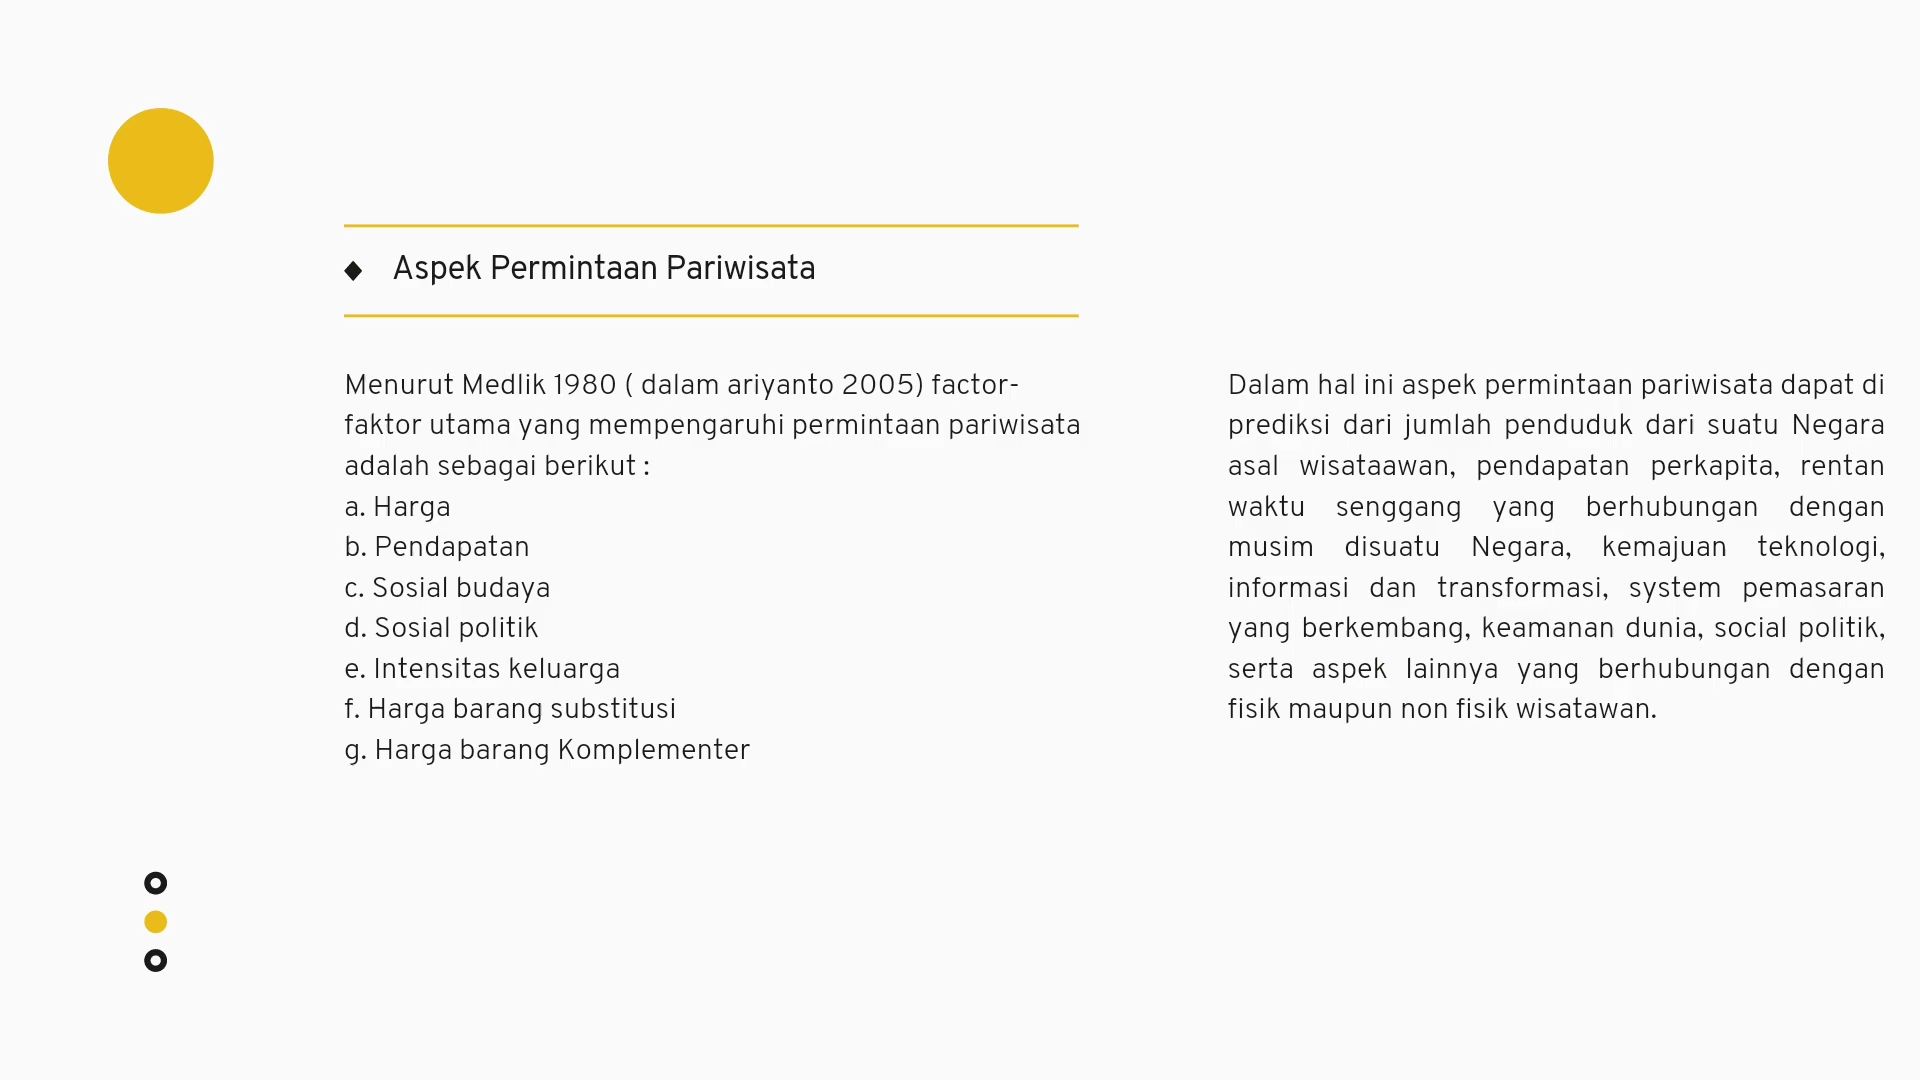 Aspek Permintaan Pariwisata
Menurut Medlik 1980 ( dalam ariyanto 2005) factor-
faktor utama yang mempengaruhi permintaan pariwisata
adalah sebagai berikut :
a. Harga
b. Pendapatan
c. Sosial budaya
d. Sosial politik
e. Intensitas keluarga
f. Harga barang substitusi
g. Harga barang Komplementer
Dalam hal ini aspek permintaan pariwisata dapat di
prediksi dari jumlah penduduk dari suatu Negara
asal wisataawan, pendapatan perkapita, rentan
waktu senggang yang berhubungan dengan
musim disuatu Negara, kemajuan teknologi,
informasi dan transformasi, system pemasaran
yang berkembang, keamanan dunia, social politik,
serta aspek lainnya yang berhubungan dengan
fisik maupun non fisik wisatawan.